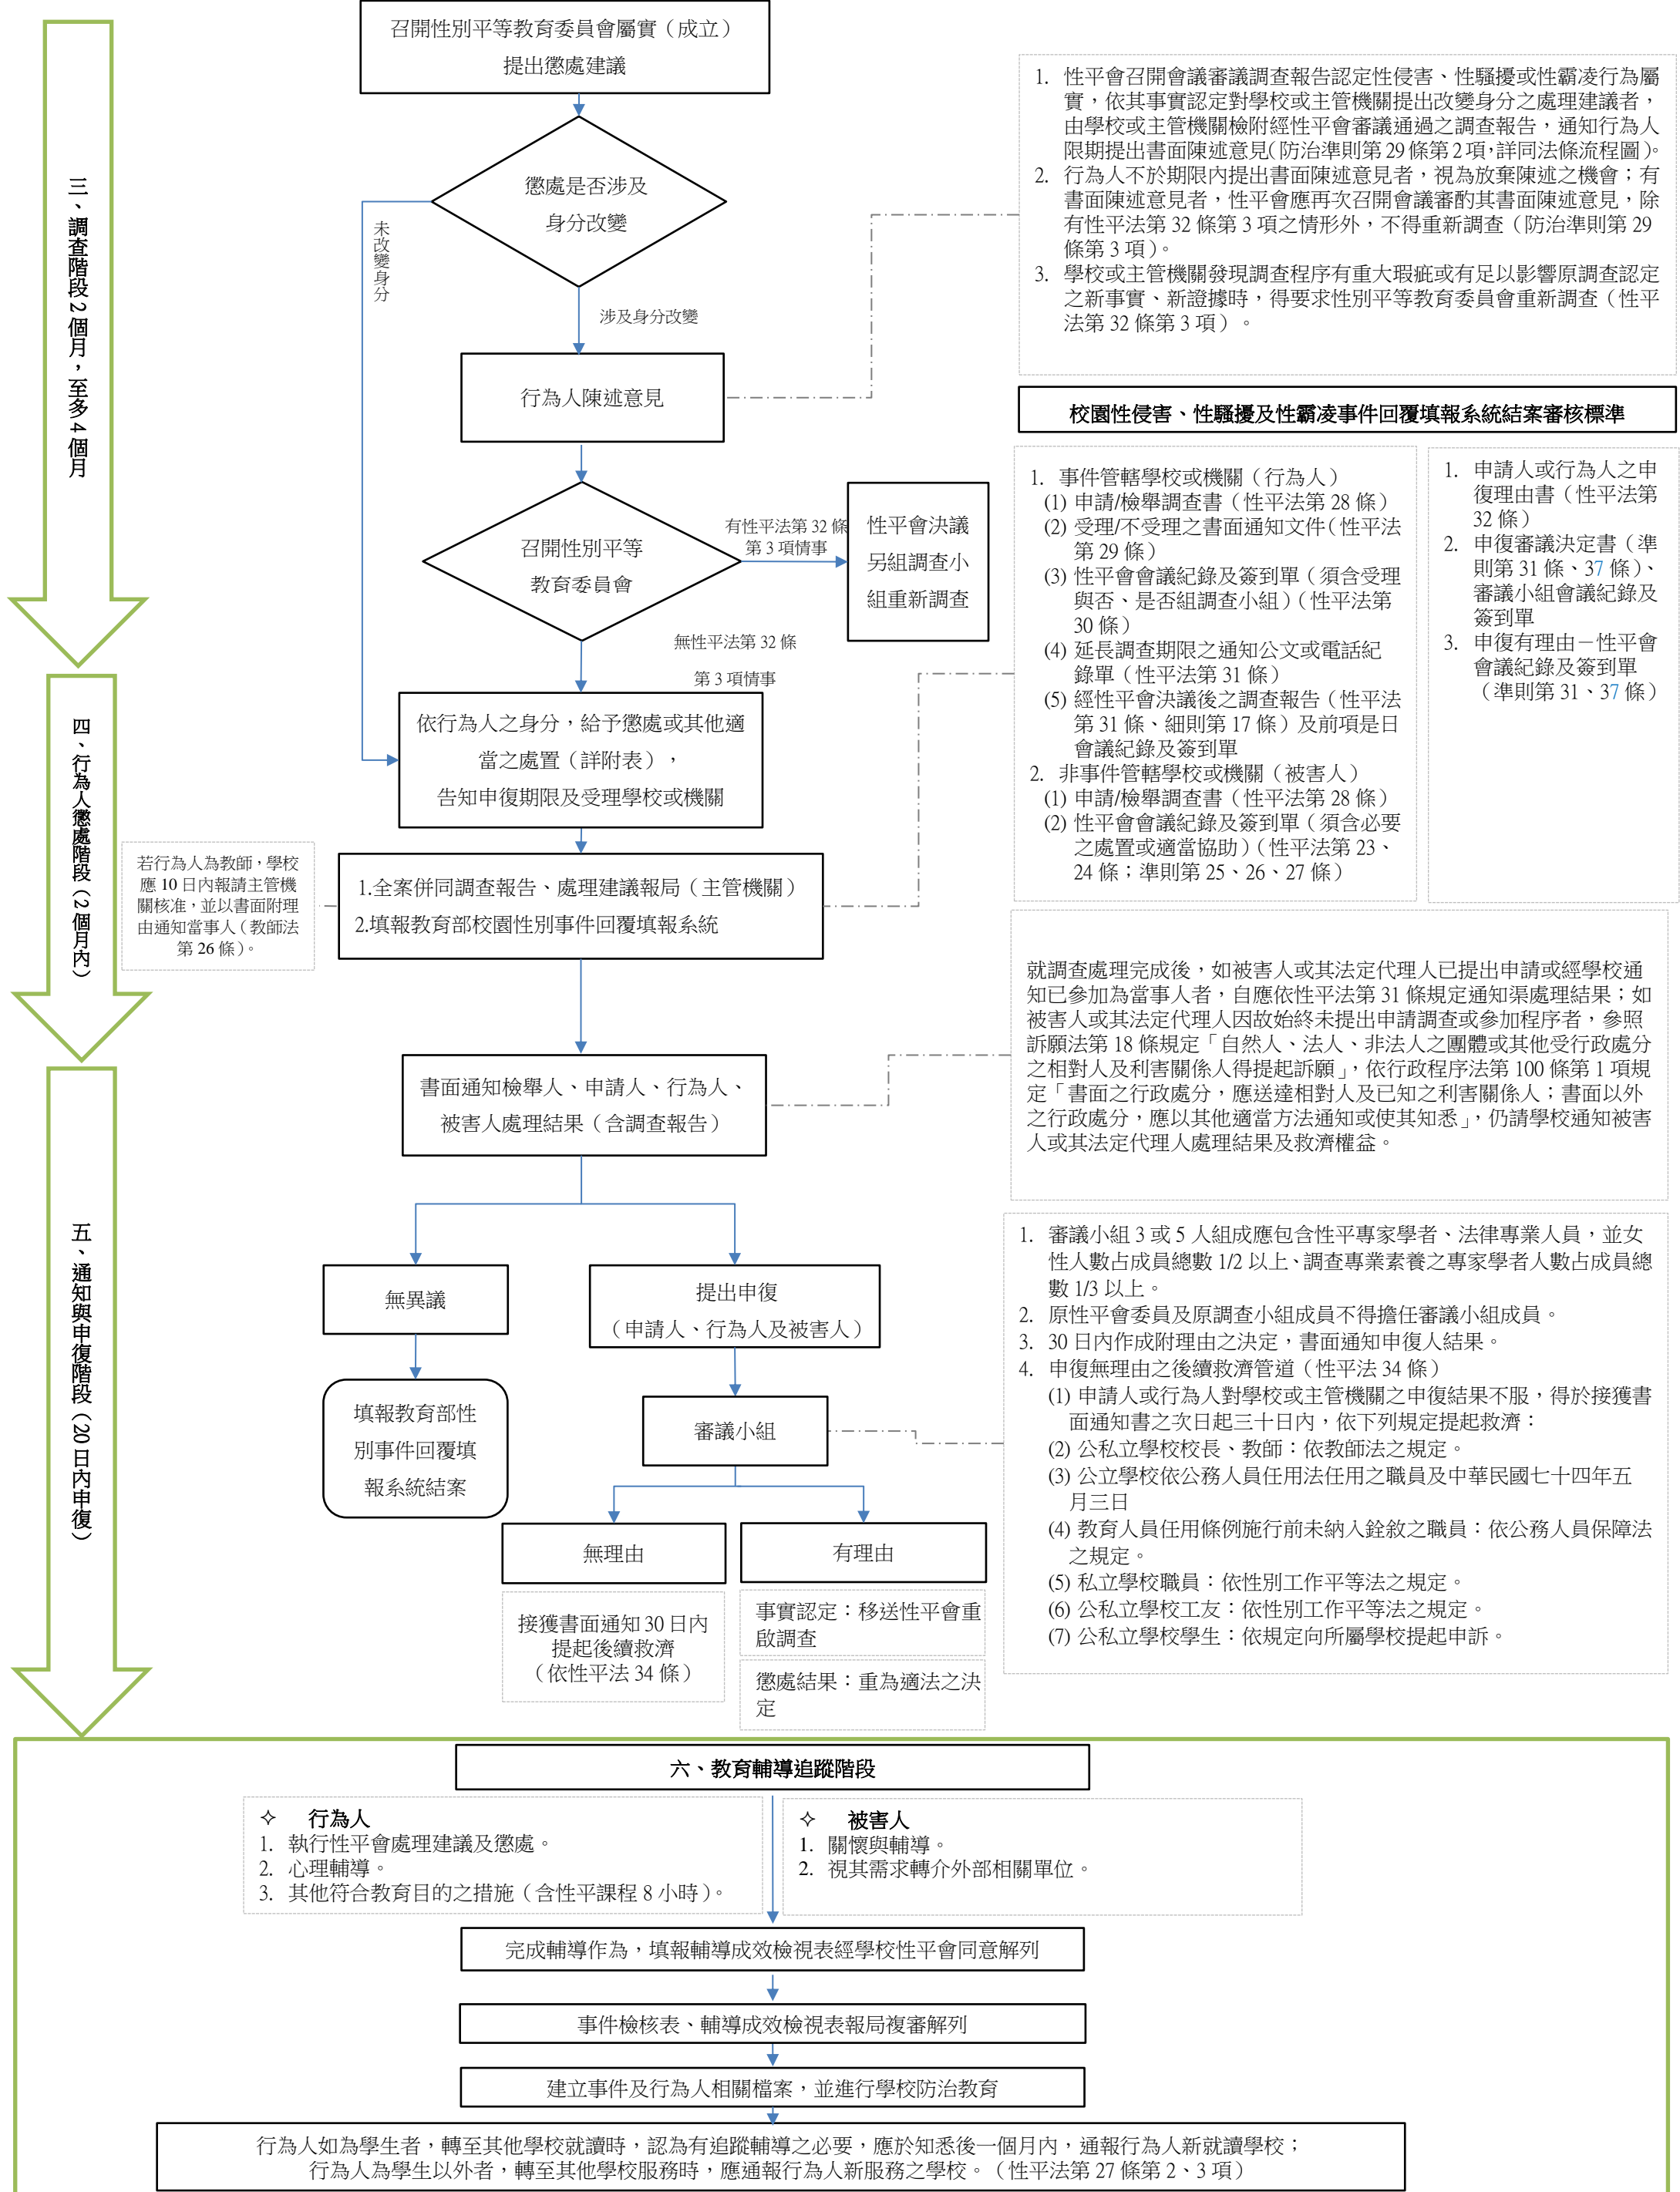 三、調查階段2個月，至多4個月
四、行為人懲處階段（2個月內）
五、通知與申復階段（20日內申復）
召開性別平等教育委員會屬實（成立）
提出懲處建議
懲處是否涉及
身分改變
未改變身分
涉及身分改變
行為人陳述意見
召開性別平等
教育委員會
有性平法第 32 條
第 3 項情事
性平會決議
另組調查小
組重新調查
無性平法第 32 條
第 3 項情事
依行為人之身分，給予懲處或其他適
當之處置（詳附表），
告知申復期限及受理學校或機關
若行為人為教師，學校
應 10 日內報請主管機
關核准，並以書面附理
由通知當事人（教師法
第 26 條）。
1.全案併同調查報告、處理建議報局（主管機關）
2.填報教育部校園性別事件回覆填報系統
書面通知檢舉人、申請人、行為人、
被害人處理結果（含調查報告）
無異議
提出申復
（申請人、行為人及被害人）
填報教育部性
別事件回覆填
報系統結案
審議小組
無理由
有理由
接獲書面通知 30 日內
提起後續救濟
（依性平法 34 條）
事實認定：移送性平會重
啟調查
懲處結果：重為適法之決
定
1. 性平會召開會議審議調查報告認定性侵害、性騷擾或性霸凌行為屬
實，依其事實認定對學校或主管機關提出改變身分之處理建議者，
由學校或主管機關檢附經性平會審議通過之調查報告，通知行為人
限期提出書面陳述意見（防治準則第 29 條第 2 項，詳同法條流程圖）。
2. 行為人不於期限內提出書面陳述意見者，視為放棄陳述之機會；有
書面陳述意見者，性平會應再次召開會議審酌其書面陳述意見，除
有性平法第 32 條第 3 項之情形外，不得重新調查（防治準則第 29
條第 3 項）。
3. 學校或主管機關發現調查程序有重大瑕疵或有足以影響原調查認定
之新事實、新證據時，得要求性別平等教育委員會重新調查（性平
法第 32 條第 3 項）。
校園性侵害、性騷擾及性霸凌事件回覆填報系統結案審核標準
1. 事件管轄學校或機關（行為人）
(1) 申請/檢舉調查書（性平法第 28 條）
(2) 受理/不受理之書面通知文件（性平法
第 29 條）
(3) 性平會會議紀錄及簽到單（須含受理
與否、是否組調查小組）（性平法第
30 條）
(4) 延長調查期限之通知公文或電話紀
錄單（性平法第 31 條）
(5) 經性平會決議後之調查報告（性平法
第 31 條、細則第 17 條）及前項是日
會議紀錄及簽到單
2. 非事件管轄學校或機關（被害人）
(1) 申請/檢舉調查書（性平法第 28 條）
(2) 性平會會議紀錄及簽到單（須含必要
之處置或適當協助）（性平法第 23、
24 條；準則第 25、26、27 條）
1. 申請人或行為人之申
復理由書（性平法第
32 條）
2. 申復審議決定書（準
則第 31 條、37 條）、
審議小組會議紀錄及
簽到單
3. 申復有理由－性平會
會議紀錄及簽到單
（準則第 31、37 條）
就調查處理完成後，如被害人或其法定代理人已提出申請或經學校通
知已參加為當事人者，自應依性平法第 31 條規定通知渠處理結果；如
被害人或其法定代理人因故始終未提出申請調查或參加程序者，參照
訴願法第 18 條規定「自然人、法人、非法人之團體或其他受行政處分
之相對人及利害關係人得提起訴願」，依行政程序法第 100 條第 1 項規
定「書面之行政處分，應送達相對人及已知之利害關係人；書面以外
之行政處分，應以其他適當方法通知或使其知悉」，仍請學校通知被害
人或其法定代理人處理結果及救濟權益。
1. 審議小組 3 或 5 人組成應包含性平專家學者、法律專業人員，並女
性人數占成員總數 1/2 以上、調查專業素養之專家學者人數占成員總
數 1/3 以上。
2. 原性平會委員及原調查小組成員不得擔任審議小組成員。
3. 30 日內作成附理由之決定，書面通知申復人結果。
4. 申復無理由之後續救濟管道（性平法 34 條）
(1) 申請人或行為人對學校或主管機關之申復結果不服，得於接獲書
面通知書之次日起三十日內，依下列規定提起救濟：
(2) 公私立學校校長、教師：依教師法之規定。
(3) 公立學校依公務人員任用法任用之職員及中華民國七十四年五
月三日
(4) 教育人員任用條例施行前未納入銓敘之職員：依公務人員保障法
之規定。
(5) 私立學校職員：依性別工作平等法之規定。
(6) 公私立學校工友：依性別工作平等法之規定。
(7) 公私立學校學生：依規定向所屬學校提起申訴。
六、教育輔導追蹤階段
✧ 行為人
1. 執行性平會處理建議及懲處。
2. 心理輔導。
3. 其他符合教育目的之措施（含性平課程 8 小時）。
✧ 被害人
1. 關懷與輔導。
2. 視其需求轉介外部相關單位。
完成輔導作為，填報輔導成效檢視表經學校性平會同意解列
事件檢核表、輔導成效檢視表報局複審解列
建立事件及行為人相關檔案，並進行學校防治教育
行為人如為學生者，轉至其他學校就讀時，認為有追蹤輔導之必要，應於知悉後一個月內，通報行為人新就讀學校；
行為人為學生以外者，轉至其他學校服務時，應通報行為人新服務之學校。（性平法第 27 條第 2、3 項）